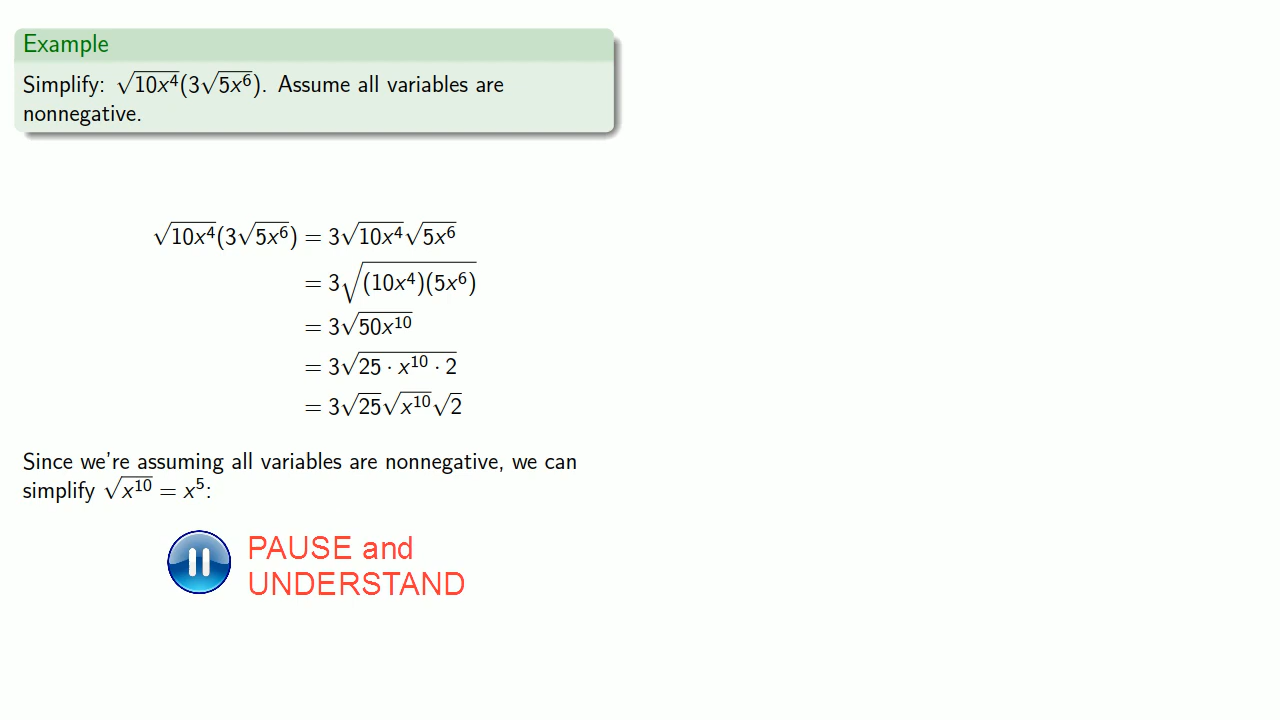 Example
Simplify: √10x⁴(3√5x⁶). Assume all variables are
nonnegative.
√10x⁴(3√5x⁶) = 3√10x⁴√5x⁶
= 3√(10x⁴)(5x⁶)
= 3√50x¹⁰
= 3√25 · x¹⁰ · 2
= 3√25√x¹⁰√2
Since we're assuming all variables are nonnegative, we can
simplify √x¹⁰ = x⁵:
PAUSE and
UNDERSTAND